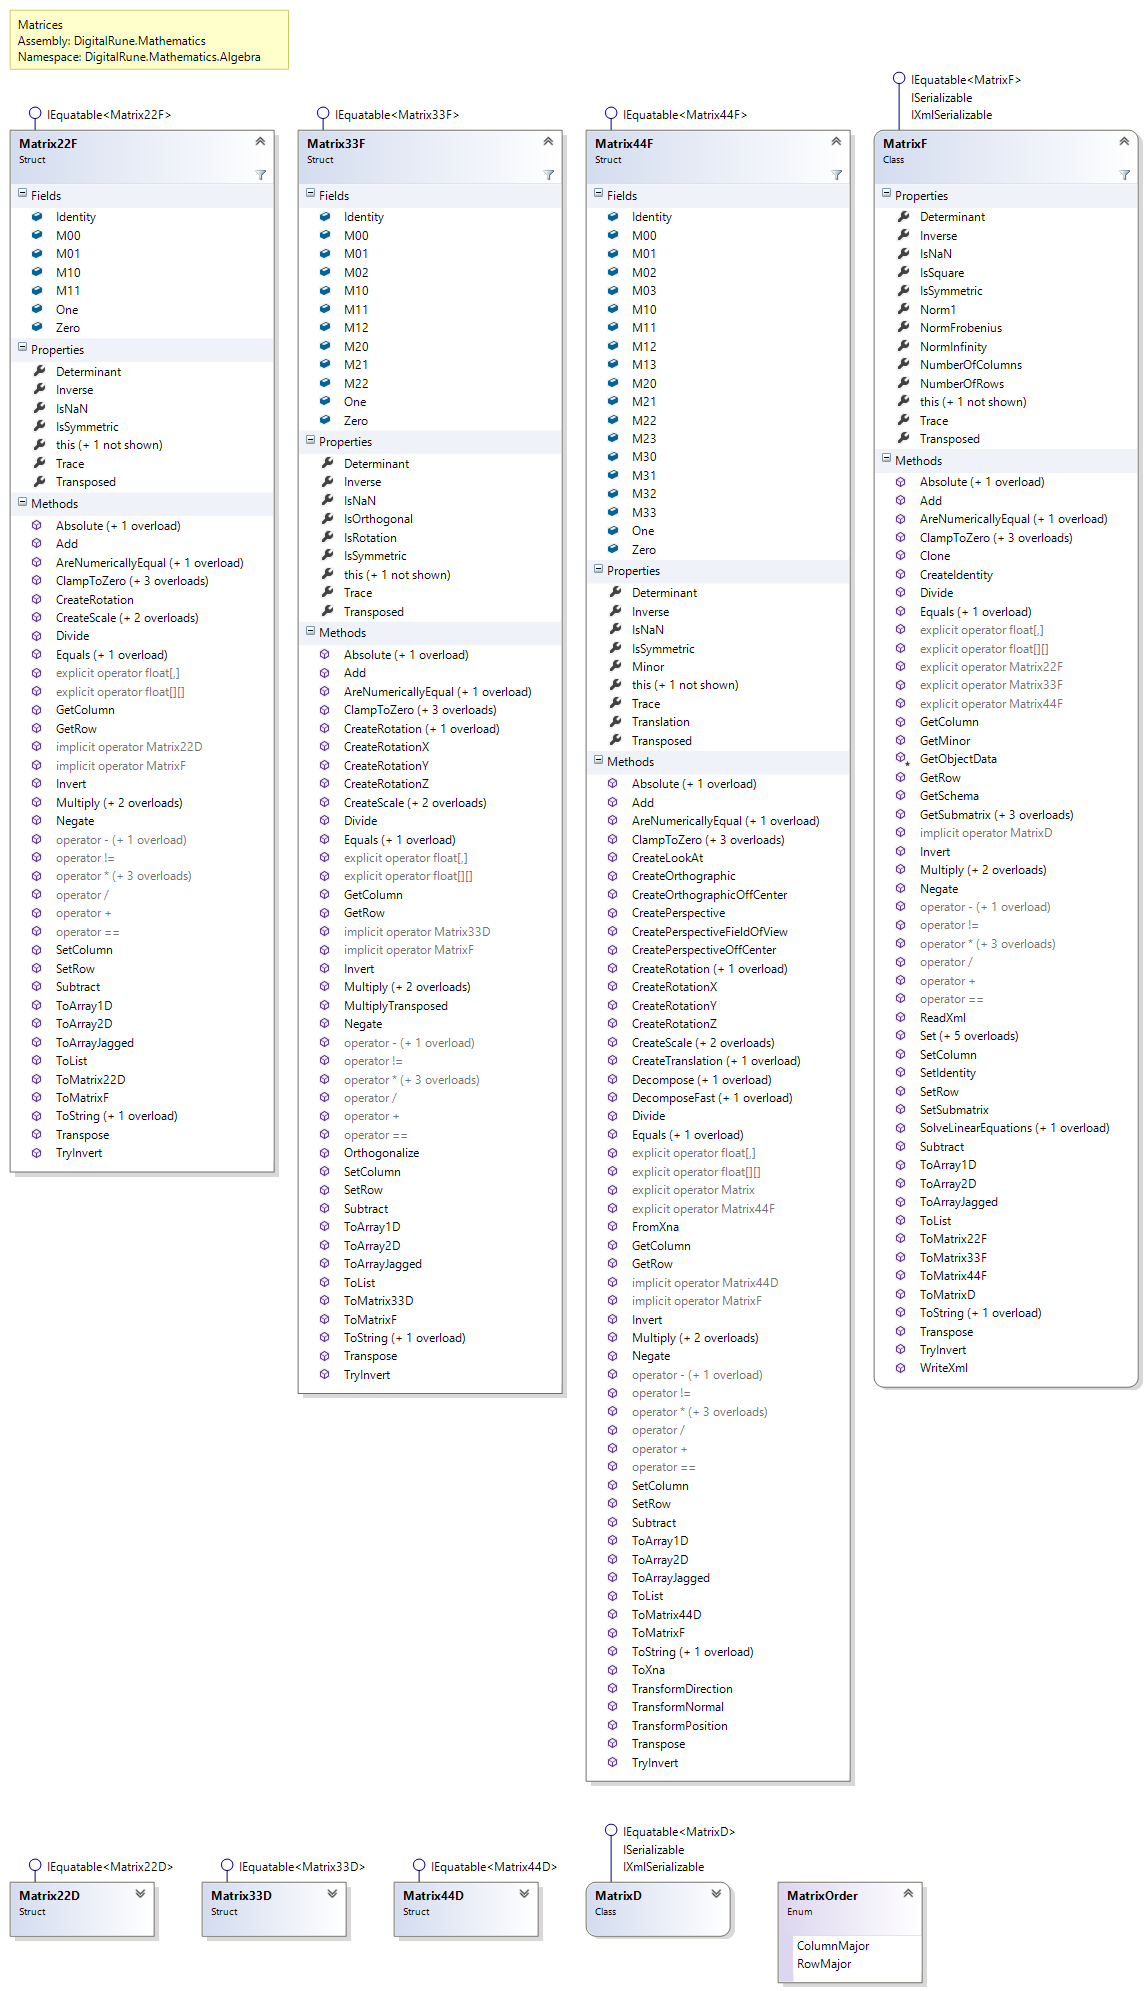 Matrices
Assembly: DigitalRune.Mathematics
Namespace: DigitalRune.Mathematics.Algebra
IEquatable<Matrix22F>
Matrix22F
Struct
Fields
Identity
M00
M01
M10
M11
One
Zero
Properties
Determinant
Inverse
IsNaN
IsSymmetric
this (+ 1 not shown)
Trace
Transposed
Methods
Absolute (+ 1 overload)
Add
AreNumericallyEqual (+ 1 overload)
ClampToZero (+ 3 overloads)
CreateRotation
CreateScale (+ 2 overloads)
Divide
Equals (+ 1 overload)
explicit operator float[,]
explicit operator float[][]
GetColumn
GetRow
implicit operator Matrix22D
implicit operator MatrixF
Invert
Multiply (+ 2 overloads)
Negate
operator - (+ 1 overload)
operator !=
operator * (+ 3 overloads)
operator /
operator +
operator ==
SetColumn
SetRow
Subtract
ToArray1D
ToArray2D
ToArrayJagged
ToList
ToMatrix22D
ToMatrixF
ToString (+ 1 overload)
Transpose
TryInvert
IEquatable<Matrix33F>
Matrix33F
Struct
Fields
Identity
M00
M01
M02
M10
M11
M12
M20
M21
M22
One
Zero
Properties
Determinant
Inverse
IsNaN
IsOrthogonal
IsRotation
IsSymmetric
this (+ 1 not shown)
Trace
Transposed
Methods
Absolute (+ 1 overload)
Add
AreNumericallyEqual (+ 1 overload)
ClampToZero (+ 3 overloads)
CreateRotation (+ 1 overload)
CreateRotationX
CreateRotationY
CreateRotationZ
CreateScale (+ 2 overloads)
Divide
Equals (+ 1 overload)
explicit operator float[,]
explicit operator float[][]
GetColumn
GetRow
implicit operator Matrix33D
implicit operator MatrixF
Invert
Multiply (+ 2 overloads)
MultiplyTransposed
Negate
operator - (+ 1 overload)
operator !=
operator * (+ 3 overloads)
operator /
operator +
operator ==
Orthogonalize
SetColumn
SetRow
Subtract
ToArray1D
ToArray2D
ToArrayJagged
ToList
ToMatrix33D
ToMatrixF
ToString (+ 1 overload)
Transpose
TryInvert
IEquatable<Matrix44F>
Matrix44F
Struct
Fields
Identity
M00
M01
M02
M03
M10
M11
M12
M13
M20
M21
M22
M23
M30
M31
M32
M33
One
Zero
Properties
Determinant
Inverse
IsNaN
IsSymmetric
Minor
this (+ 1 not shown)
Trace
Translation
Transposed
Methods
Absolute (+ 1 overload)
Add
AreNumericallyEqual (+ 1 overload)
ClampToZero (+ 3 overloads)
CreateLookAt
CreateOrthographic
CreateOrthographicOffCenter
CreatePerspective
CreatePerspectiveFieldOfView
CreatePerspectiveOffCenter
CreateRotation (+ 1 overload)
CreateRotationX
CreateRotationY
CreateRotationZ
CreateScale (+ 2 overloads)
CreateTranslation (+ 1 overload)
Decompose (+ 1 overload)
DecomposeFast (+ 1 overload)
Divide
Equals (+ 1 overload)
explicit operator float[,]
explicit operator float[][]
explicit operator Matrix
explicit operator Matrix44F
FromXna
GetColumn
GetRow
implicit operator Matrix44D
implicit operator MatrixF
Invert
Multiply (+ 2 overloads)
Negate
operator - (+ 1 overload)
operator !=
operator * (+ 3 overloads)
operator /
operator +
operator ==
SetColumn
SetRow
Subtract
ToArray1D
ToArray2D
ToArrayJagged
ToList
ToMatrix44D
ToMatrixF
ToString (+ 1 overload)
ToXna
TransformDirection
TransformNormal
TransformPosition
Transpose
TryInvert
IEquatable<MatrixF>
ISerializable
IXmlSerializable
MatrixF
Class
Properties
Determinant
Inverse
IsNaN
IsSquare
IsSymmetric
Norm1
NormFrobenius
NormInfinity
NumberOfColumns
NumberOfRows
this (+ 1 not shown)
Trace
Transposed
Methods
Absolute (+ 1 overload)
Add
AreNumericallyEqual (+ 1 overload)
ClampToZero (+ 3 overloads)
Clone
CreateIdentity
Divide
Equals (+ 1 overload)
explicit operator float[,]
explicit operator float[][]
explicit operator Matrix22F
explicit operator Matrix33F
explicit operator Matrix44F
GetColumn
GetMinor
GetObjectData
GetRow
GetSchema
GetSubmatrix (+ 3 overloads)
implicit operator MatrixD
Invert
Multiply (+ 2 overloads)
Negate
operator - (+ 1 overload)
operator !=
operator * (+ 3 overloads)
operator /
operator +
operator ==
ReadXml
Set (+ 5 overloads)
SetColumn
SetIdentity
SetRow
SetSubmatrix
SolveLinearEquations (+ 1 overload)
Subtract
ToArray1D
ToArray2D
ToArrayJagged
ToList
ToMatrix22F
ToMatrix33F
ToMatrix44F
ToMatrixD
ToString (+ 1 overload)
Transpose
TryInvert
WriteXml
IEquatable<Matrix22D>
Matrix22D
Struct
IEquatable<Matrix33D>
Matrix33D
Struct
IEquatable<Matrix44D>
Matrix44D
Struct
IEquatable<MatrixD>
ISerializable
IXmlSerializable
MatrixD
Class
MatrixOrder
Enum
ColumnMajor
RowMajor